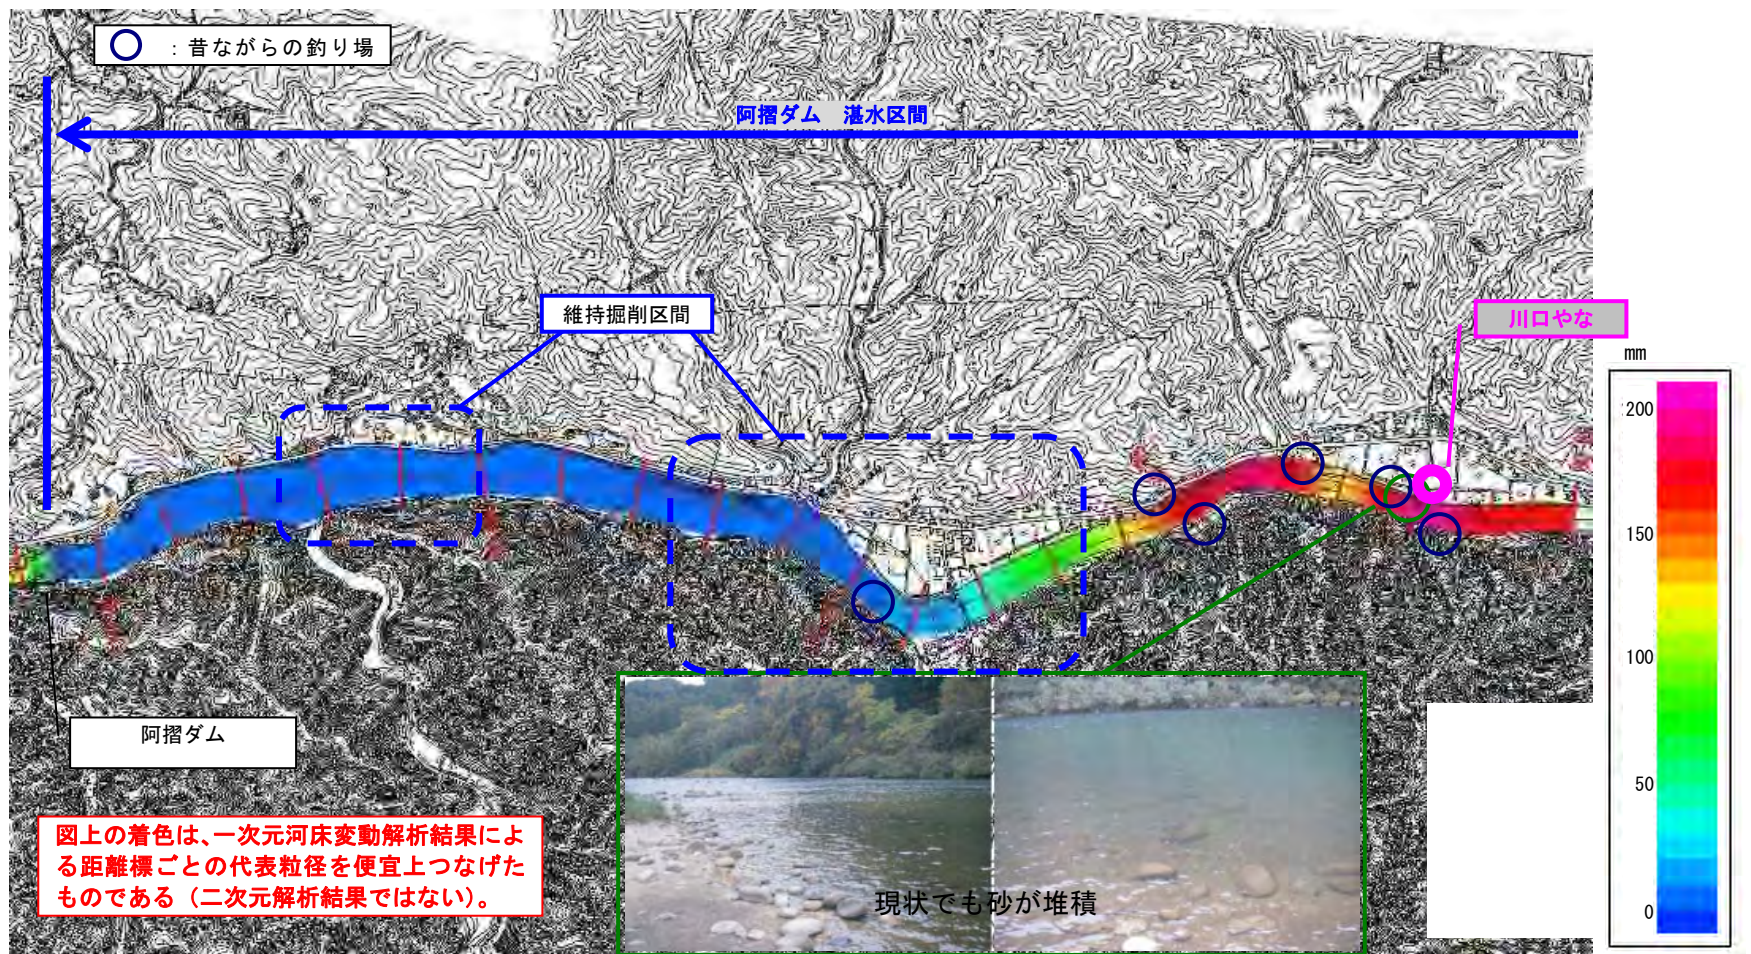 ：昔ながらの釣り場
阿摺ダム　湛水区間
維持掘削区間
川口やな
mm
200
150
100
50
0
阿摺ダム
図上の着色は、一次元河床変動解析結果によ
る距離標ごとの代表粒径を便宜上つなげた
ものである（二次元解析結果ではない）。
現状でも砂が堆積